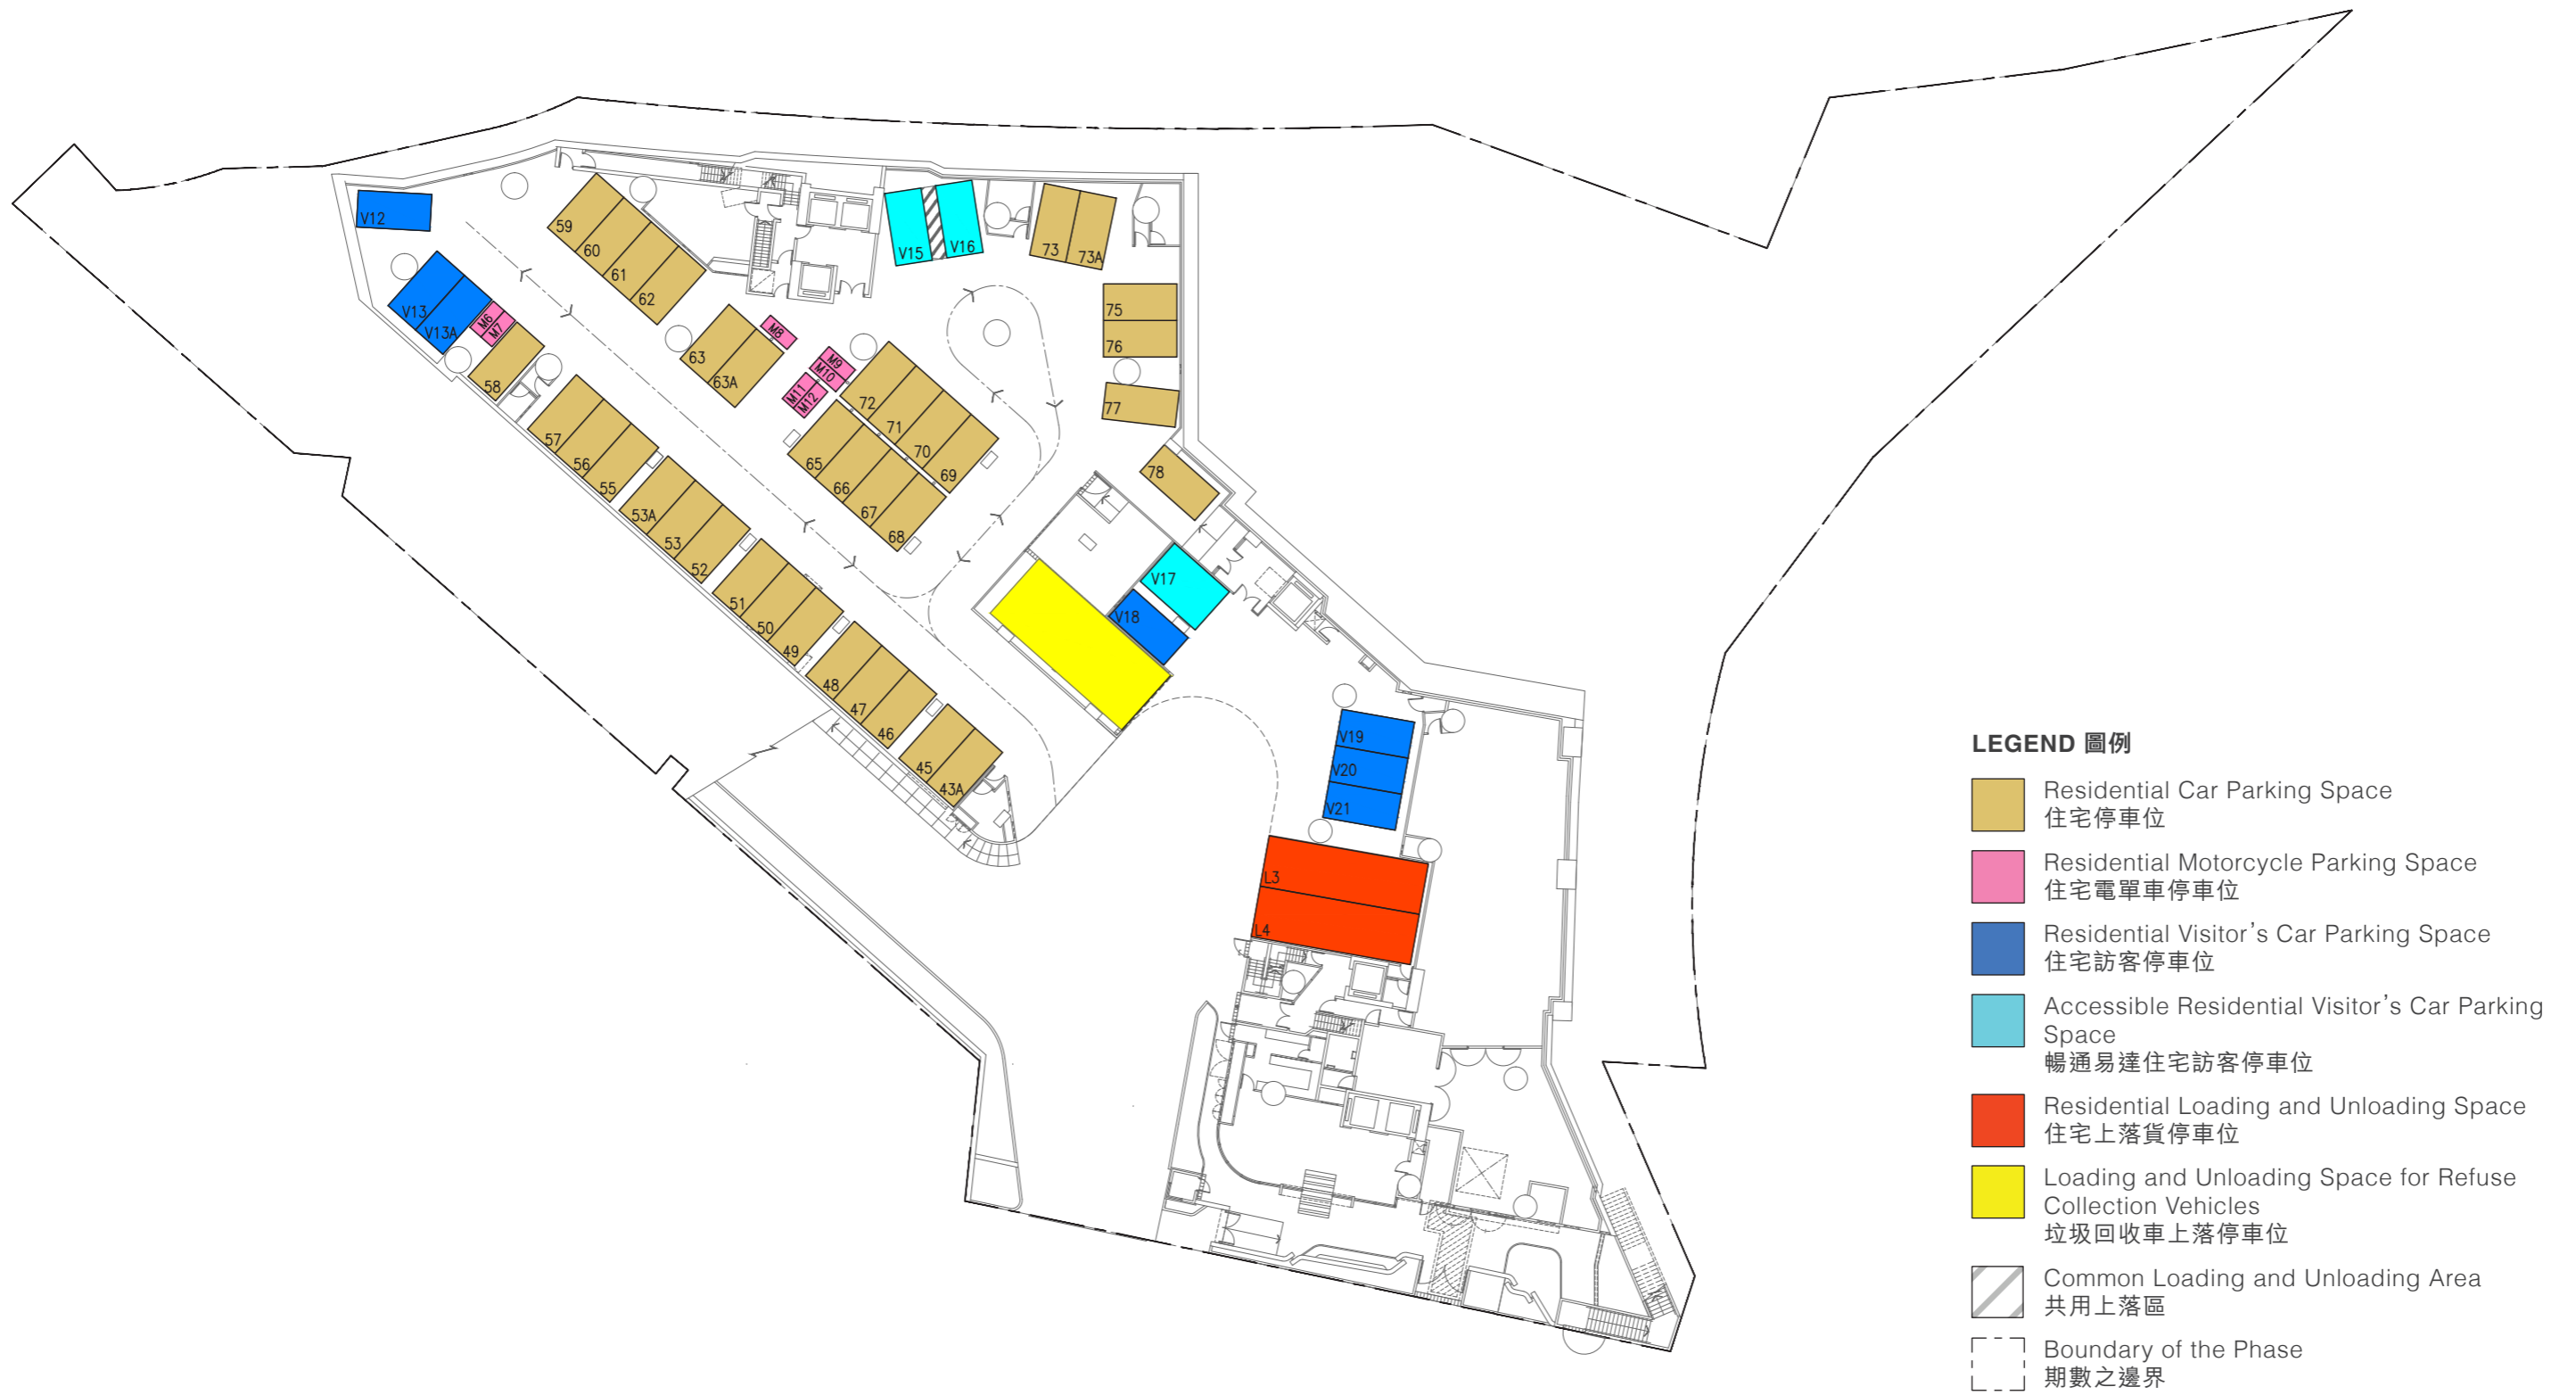 V12
59
60
61
62
V15
V16
73
73A
V13
V13A
M6
M7
58
63
63A
M8
M9
M10
M11
M12
75
76
77
78
72
71
70
69
65
66
67
68
57
56
55
53A
53
52
51
50
49
48
47
46
45
43A
V17
V18
V19
V20
V21
L3
L4
LEGEND 圖例
Residential Car Parking Space
住宅停車位
Residential Motorcycle Parking Space
住宅電單車停車位
Residential Visitor’s Car Parking Space
住宅訪客停車位
Accessible Residential Visitor’s Car Parking
Space
暢通易達住宅訪客停車位
Residential Loading and Unloading Space
住宅上落貨停車位
Loading and Unloading Space for Refuse
Collection Vehicles
垃圾回收車上落停車位
Common Loading and Unloading Area
共用上落區
Boundary of the Phase
期數之邊界